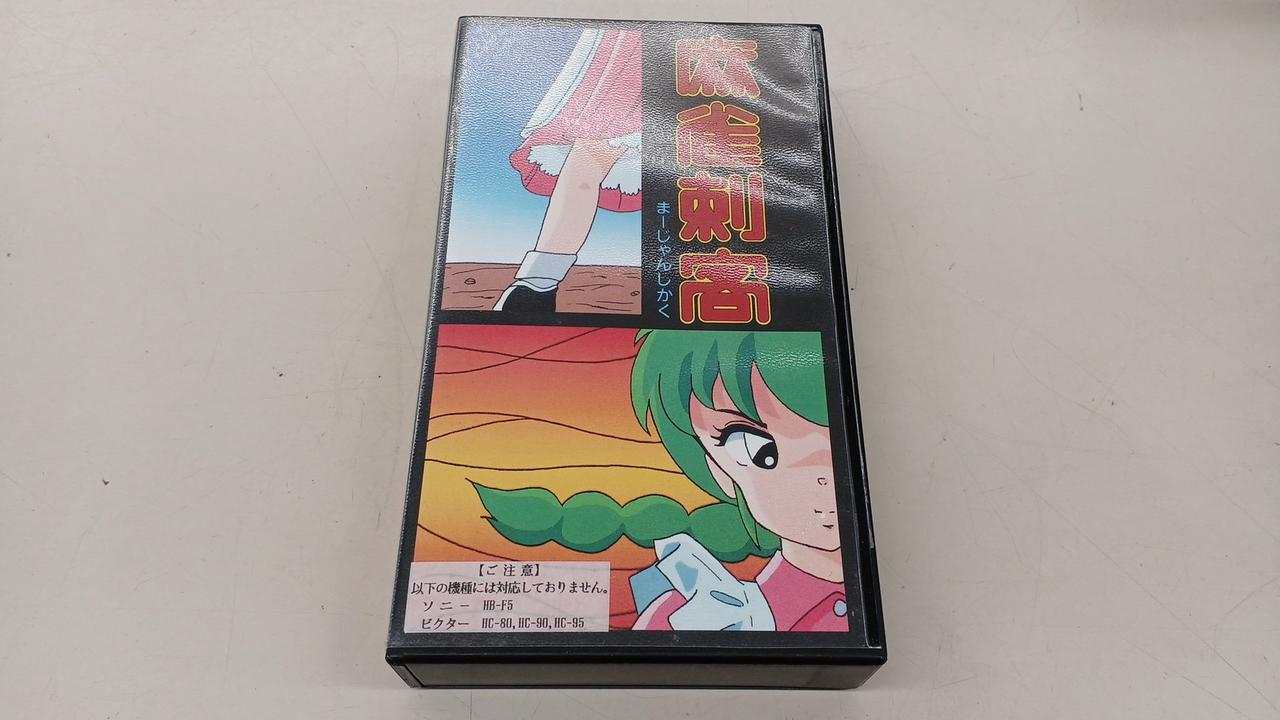 麻雀刺客
まーじゃんしかく
【ご注意】
以下の機種には対応しておりません。
ソニー HB-F5
ビクター HC-80,HC-90,HC-95